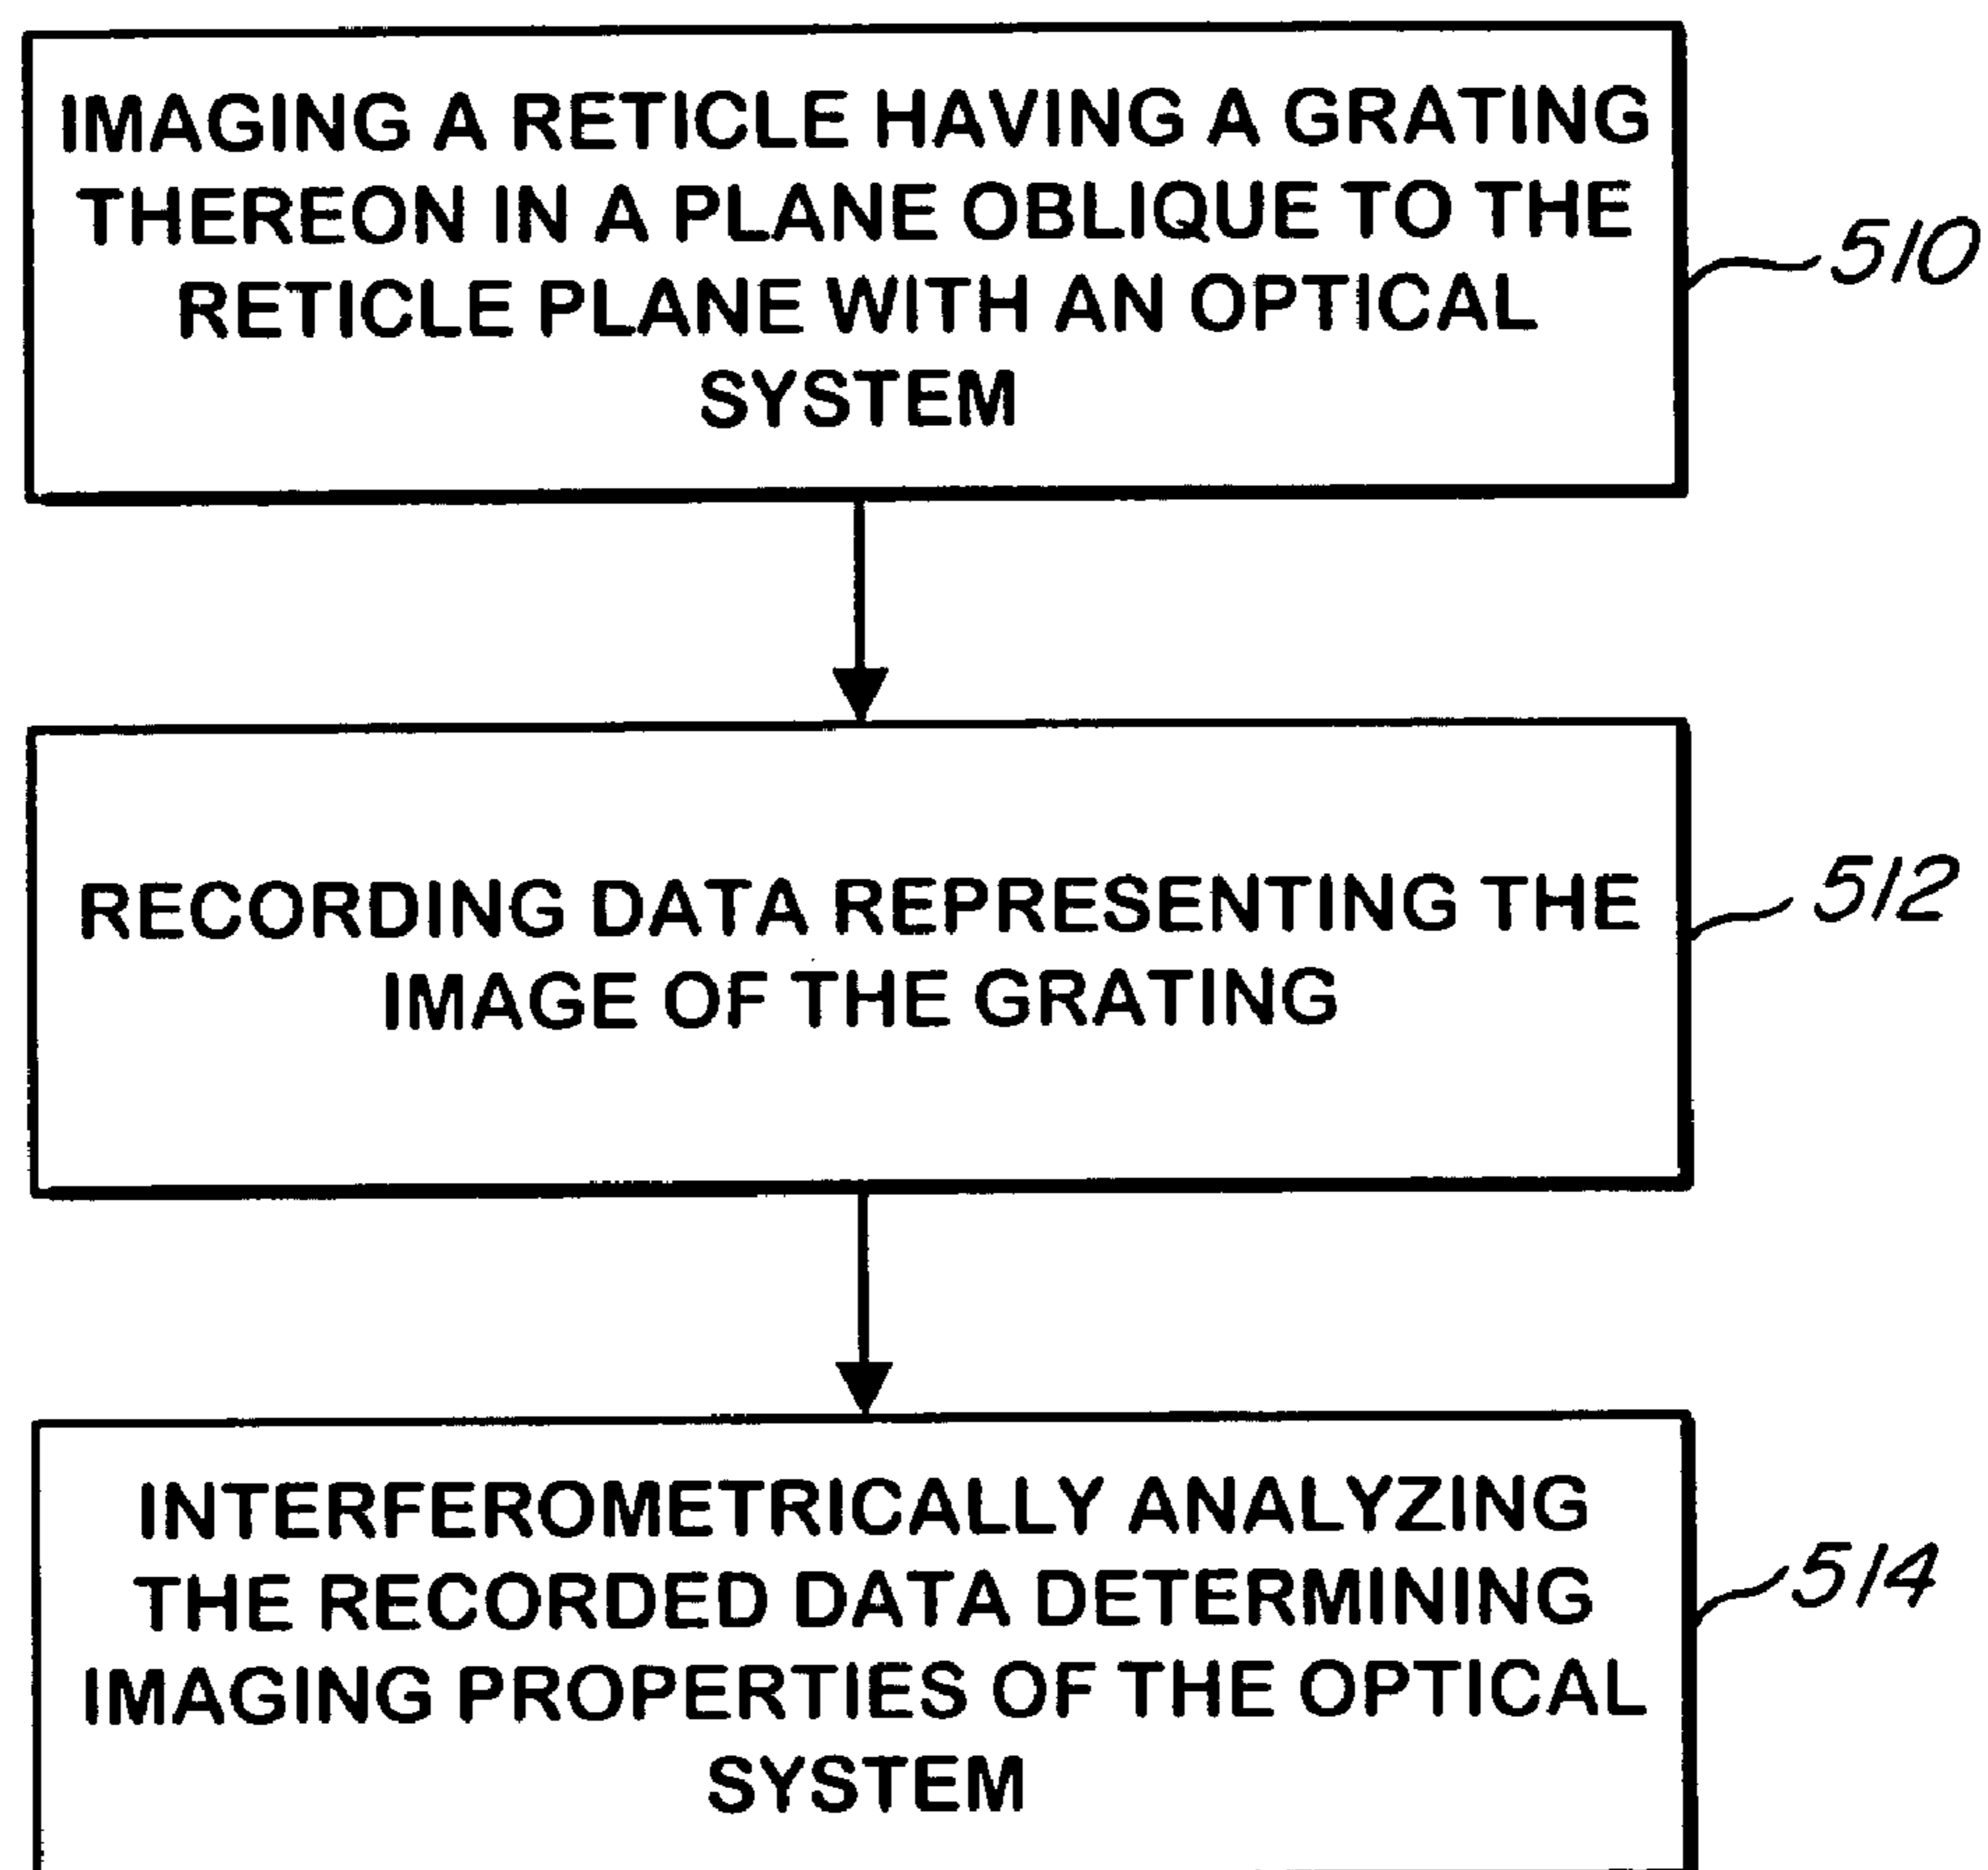 IMAGING A RETICLE HAVING A GRATING
THEREON IN A PLANE OBLIQUE TO THE
RETICLE PLANE WITH AN OPTICAL
SYSTEM
510
RECORDING DATA REPRESENTING THE
IMAGE OF THE GRATING
512
INTERFEROMETRICALLY ANALYZING
THE RECORDED DATA DETERMINING
IMAGING PROPERTIES OF THE OPTICAL
SYSTEM
514